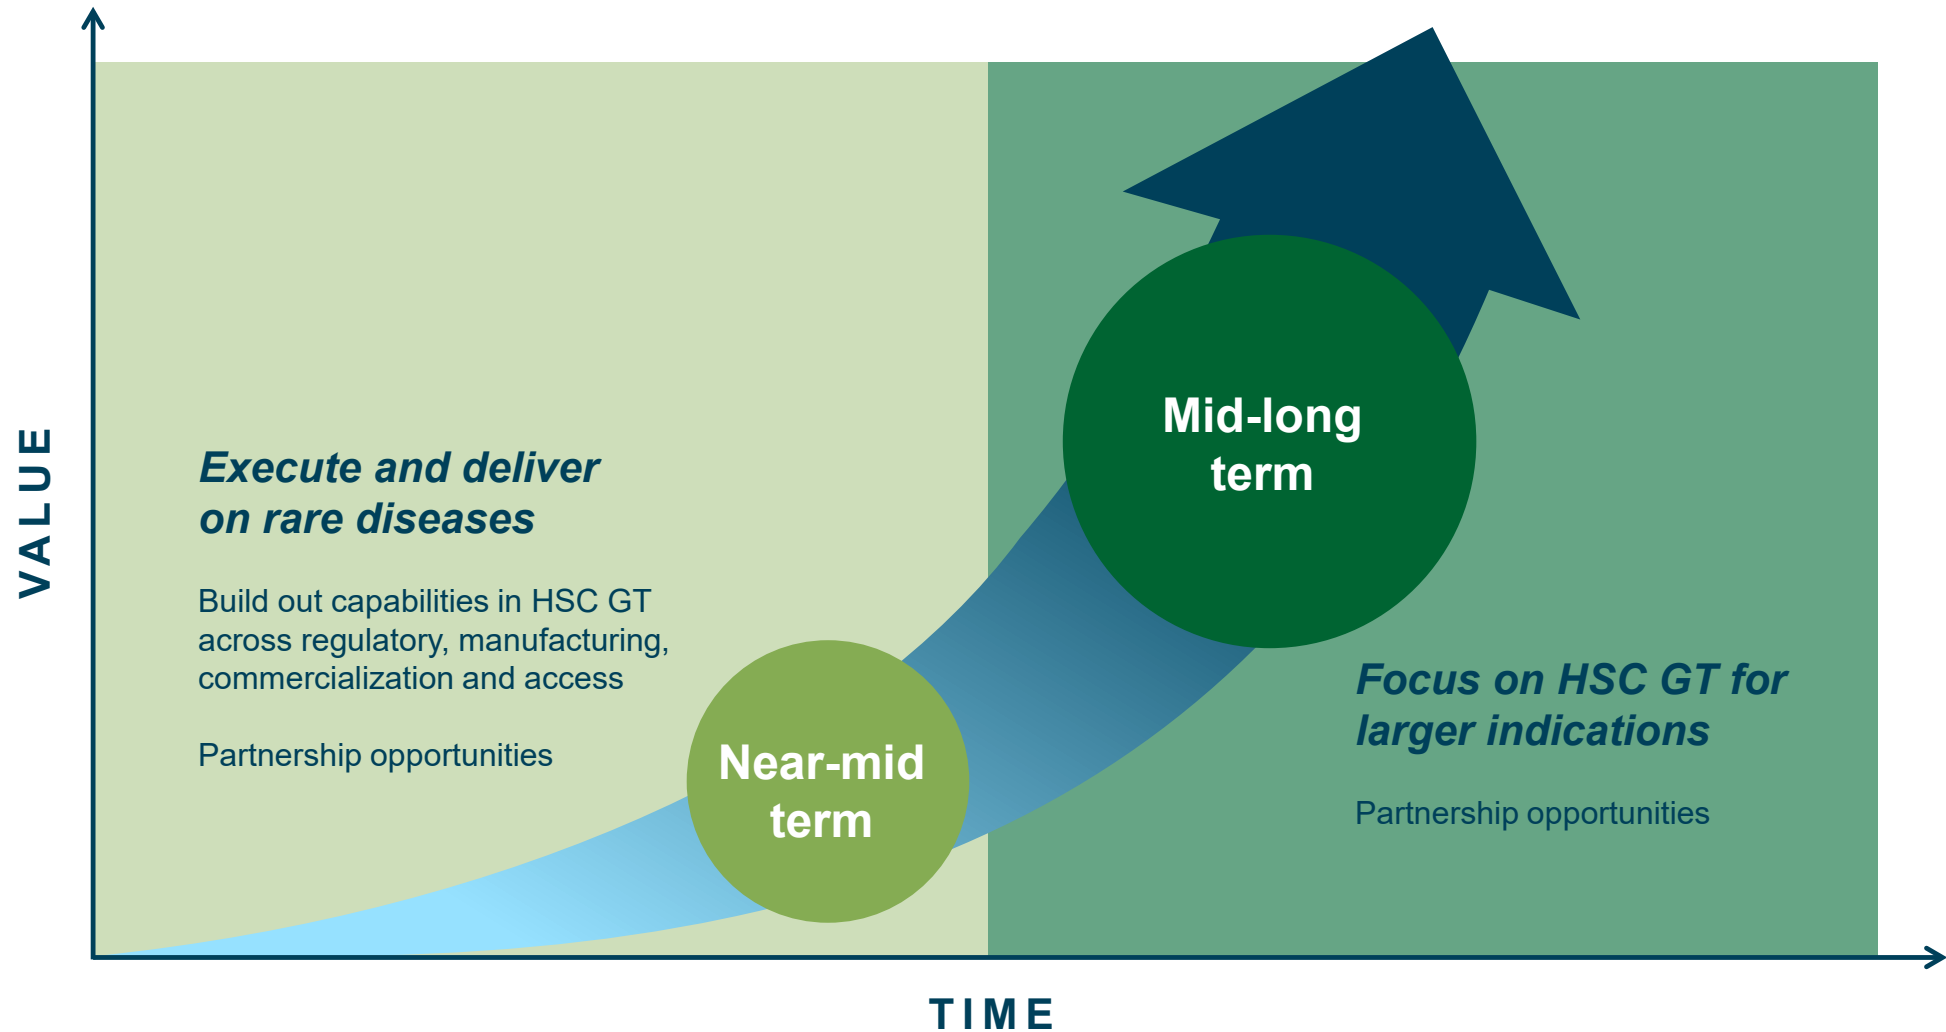 VALUE
Execute and deliver
on rare diseases
Build out capabilities in HSC GT
across regulatory, manufacturing,
commercialization and access
Partnership opportunities
Near-mid
term
Mid-long
term
Focus on HSC GT for
larger indications
Partnership opportunities
TIME